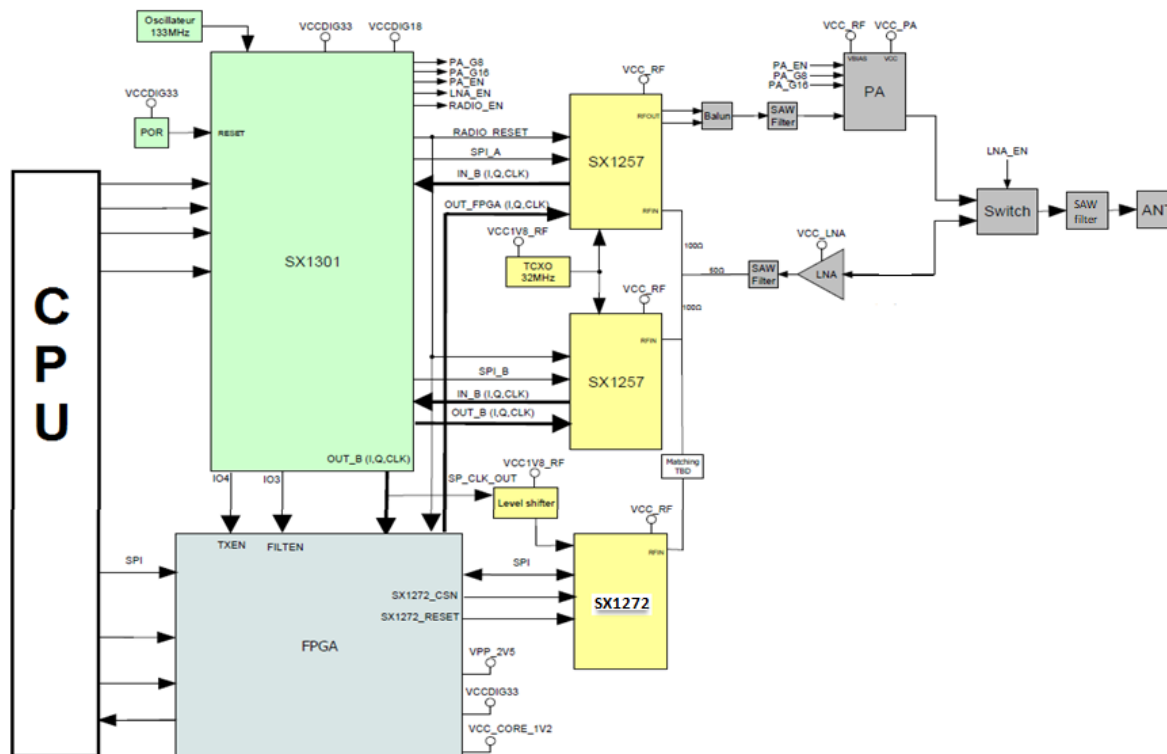 Oscillateur
133MHz
VCCDIG33
VCCDIG18
VCC_RF
VCC_PA
PA_G8
PA_G16
PA_EN
LNA_EN
RADIO_EN
PA_EN
PA_G8
PA_G16
VBIAS
VCC
PA
VCCDIG33
POR
RESET
VCC_RF
RFOUT
Balun
SAW
Filter
RADIO_RESET
SPI_A
IN_B (I,Q,CLK)
OUT_FPGA (I,Q,CLK)
SX1257
RFIN
LNA_EN
Switch
SAW
filter
ANT
SX1301
VCC1V8_RF
TCXO
32MHz
100Ω
50Ω
SAW
Filter
VCC_LNA
LNA
VCC_RF
100Ω
RFIN
SX1257
CPU
SPI_B
IN_B (I,Q,CLK)
OUT_B (I,Q,CLK)
OUT_B (I,Q,CLK)
Matching
TBD
IO4
IO3
SP_CLK_OUT
VCC1V8_RF
Level shifter
VCC_RF
TXEN
FILTEN
RFIN
SPI
SPI
SX1272_CSN
SX1272
SX1272_RESET
FPGA
VPP_2V5
VCCDIG33
VCC_CORE_1V2